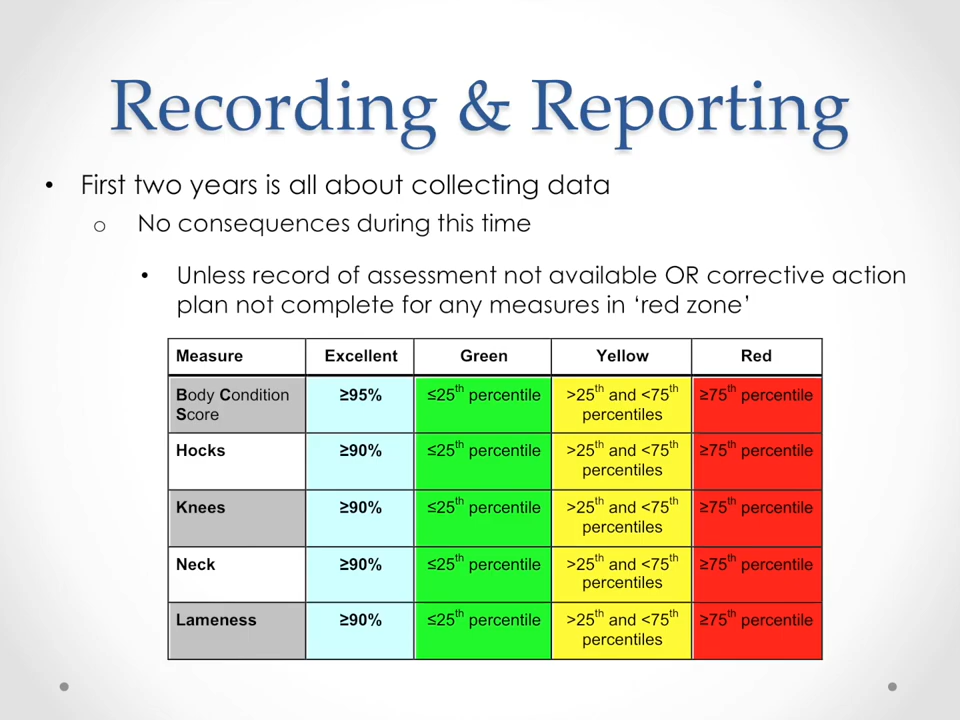 Recording & Reporting
• First two years is all about collecting data
o No consequences during this time
• Unless record of assessment not available OR corrective action
plan not complete for any measures in ‘red zone’
Measure Excellent Green Yellow Red
Body Condition Score ≥95% ≤25th percentile >25th and <75th percentiles ≥75th percentile
Hocks ≥90% ≤25th percentile >25th and <75th percentiles ≥75th percentile
Knees ≥90% ≤25th percentile >25th and <75th percentiles ≥75th percentile
Neck ≥90% ≤25th percentile >25th and <75th percentiles ≥75th percentile
Lameness ≥90% ≤25th percentile >25th and <75th percentiles ≥75th percentile